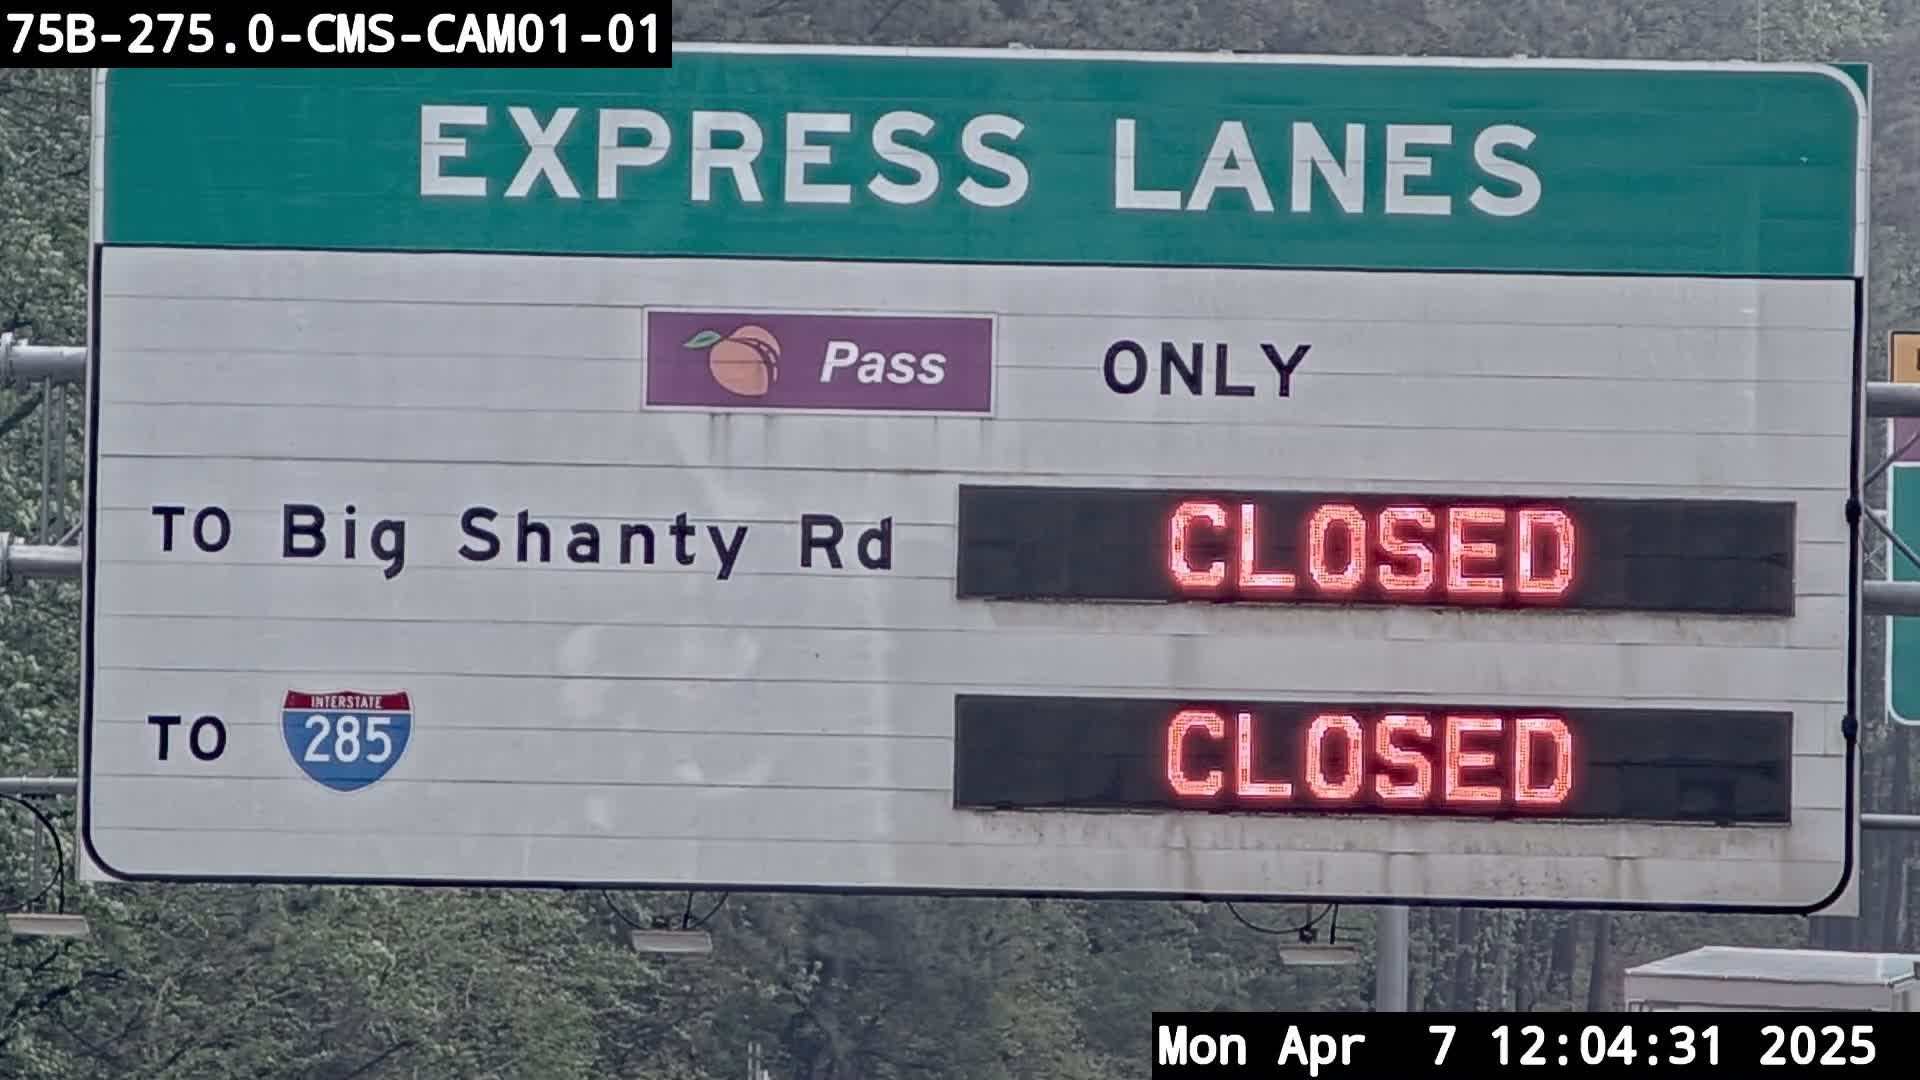 75B-275.0-CMS-CAM01-01
EXPRESS LANES
Pass ONLY
TO Big Shanty Rd CLOSED
TO INTERSTATE 285 CLOSED
Mon Apr 7 12:04:31 2025